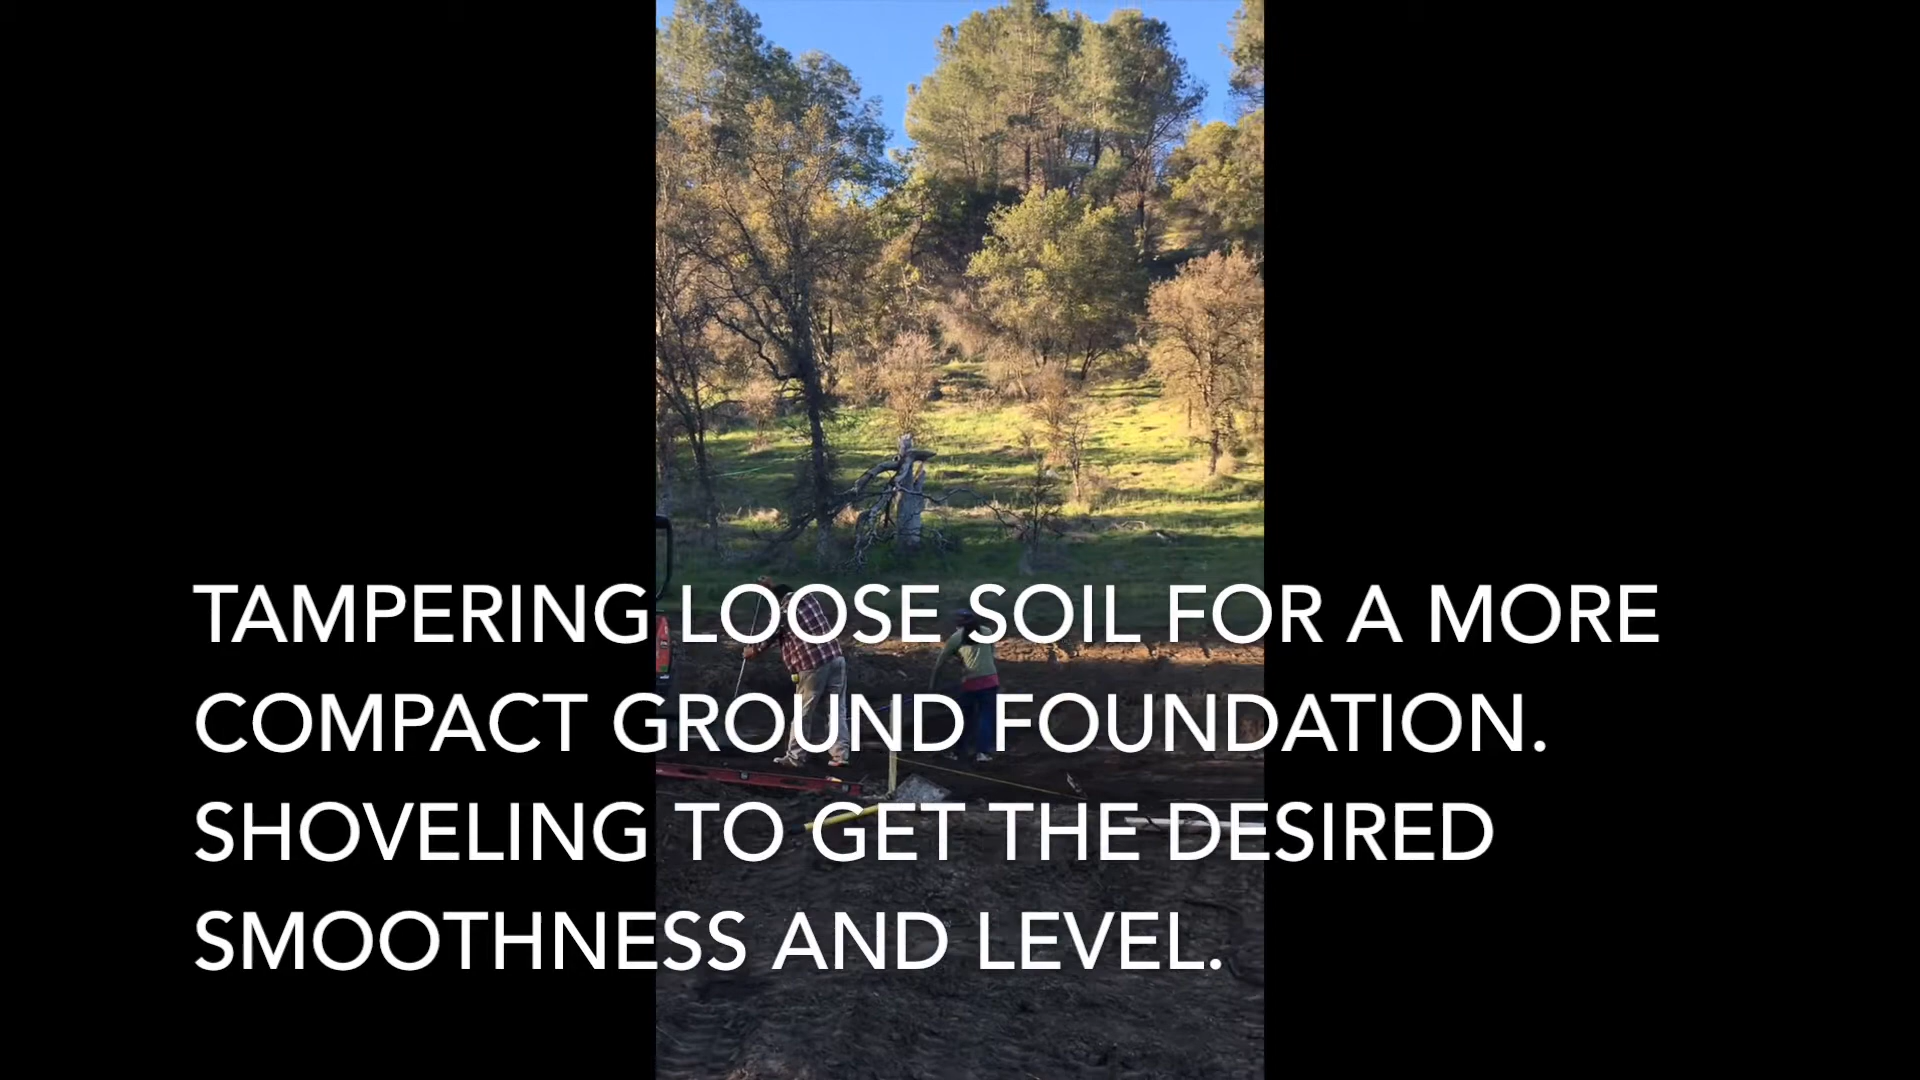 TAMPERING LOOSE SOIL FOR A MORE
COMPACT GROUND FOUNDATION.
SHOVELING TO GET THE DESIRED
SMOOTHNESS AND LEVEL.